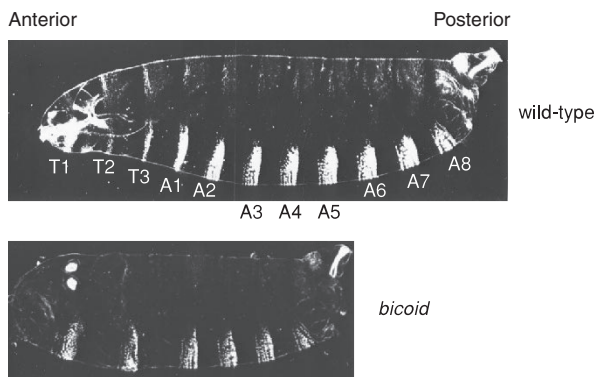 Anterior Posterior
wild-type
T1 T2 T3 A1 A2 A3 A4 A5 A6 A7 A8
bicoid